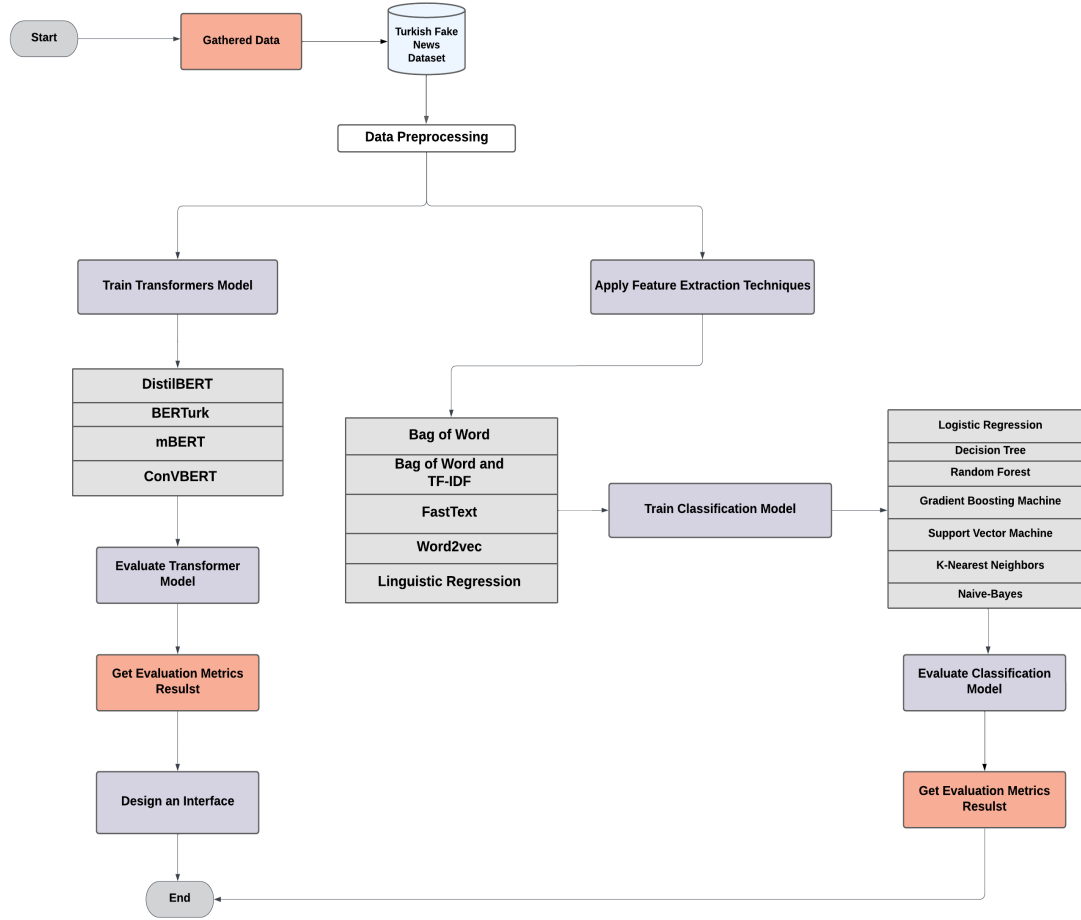 Start
Gathered Data
Turkish Fake
News
Dataset
Data Preprocessing
Train Transformers Model
Apply Feature Extraction Techniques
DistilBERT
BERTurk
mBERT
ConVBERT
Bag of Word
Bag of Word and
TF-IDF
FastText
Word2vec
Linguistic Regression
Train Classification Model
Logistic Regression
Decision Tree
Random Forest
Gradient Boosting Machine
Support Vector Machine
K-Nearest Neighbors
Naive-Bayes
Evaluate Transformer
Model
Get Evaluation Metrics
Resulst
Design an Interface
Evaluate Classification
Model
Get Evaluation Metrics
Resulst
End